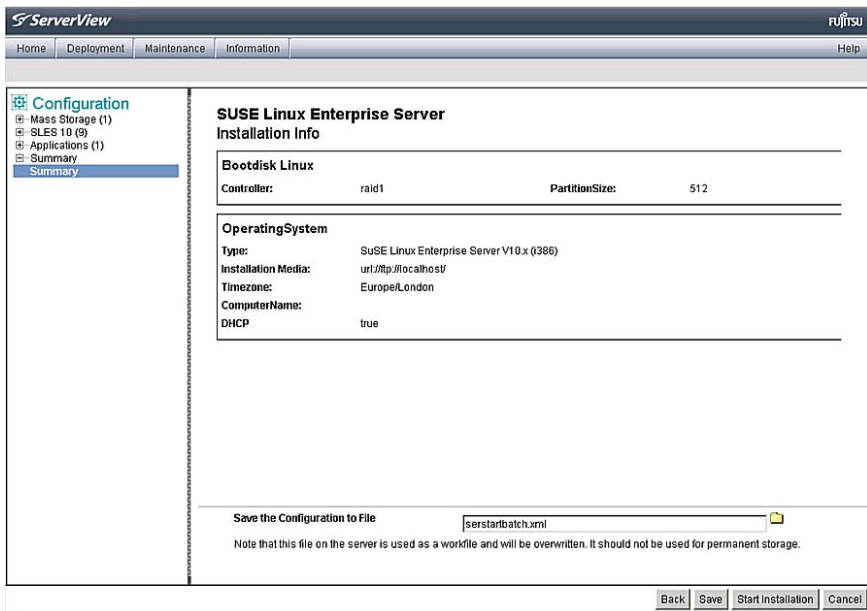 ServerView
FUJITSU
Home Deployment Maintenance Information Help
Configuration
Mass Storage (1)
SLES 10 (9)
Applications (1)
Summary
Summary
SUSE Linux Enterprise Server
Installation Info
Bootdisk Linux
Controller: raid1 PartitionSize: 512
OperatingSystem
Type: SuSE Linux Enterprise Server V10.x (i386)
Installation Media: url://ftp://localhost/
Timezone: Europe/London
ComputerName:
DHCP true
Save the Configuration to File serstartbatch.xml
Note that this file on the server is used as a workfile and will be overwritten. It should not be used for permanent storage.
Back Save Start Installation Cancel